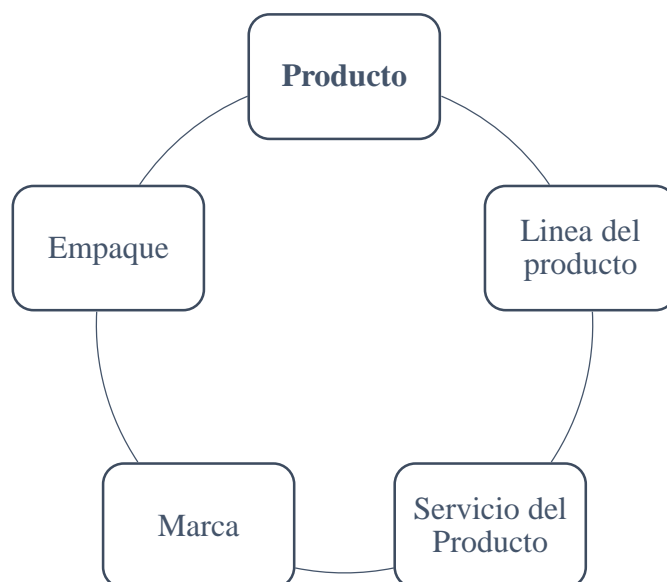 Producto
Linea del
producto
Servicio del
Producto
Marca
Empaque